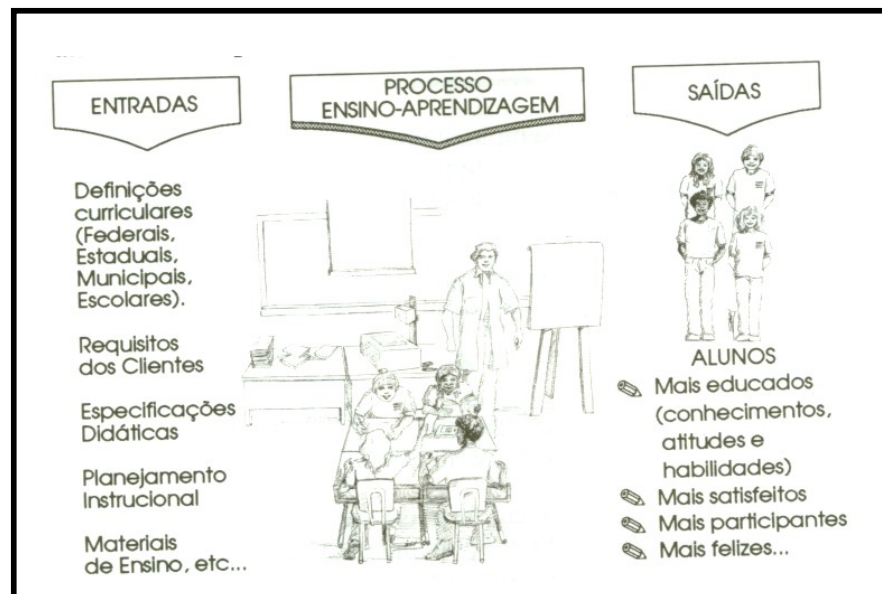 ENTRADAS
Definições
curriculares
(Federais,
Estaduais,
Municipais,
Escolares).
Requisitos
dos Clientes
Especificações
Didáticas
Planejamento
Instrucional
Materiais
de Ensino, etc...
PROCESSO
ENSINO-APRENDIZAGEM
SAÍDAS
ALUNOS
Mais educados
(conhecimentos,
atitudes e
habilidades)
Mais satisfeitos
Mais participantes
Mais felizes...